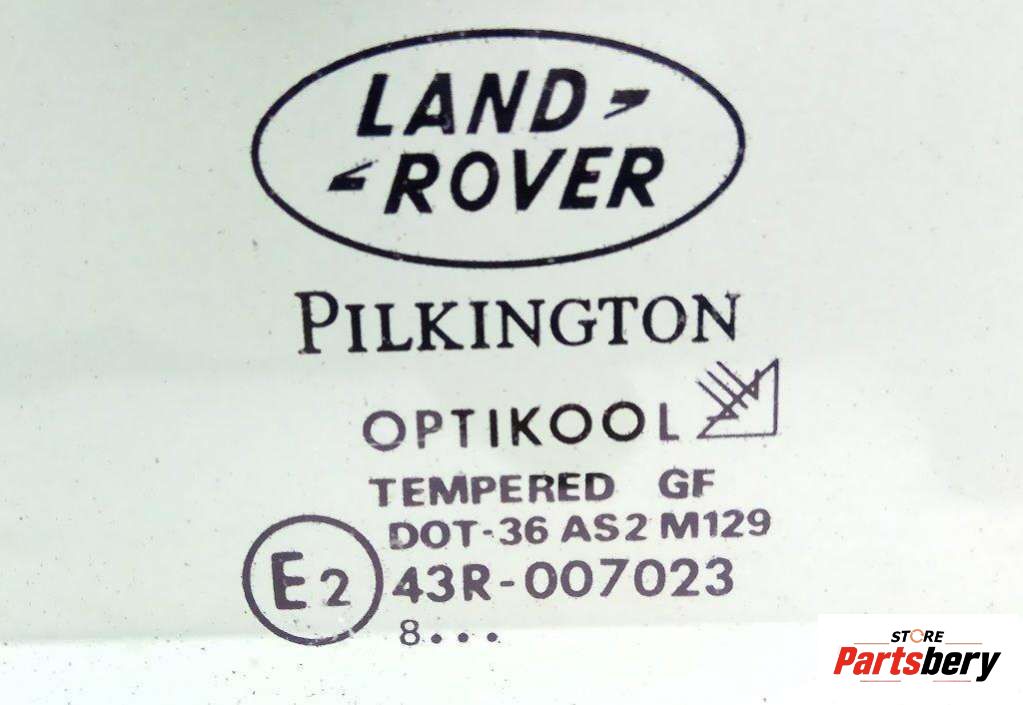 LAND
ROVER
PILKINGTON
OPTIKOOL
TEMPERED GF
DOT-36 AS2 M129
E2 43R-007023
8...
STORE
Partsbery